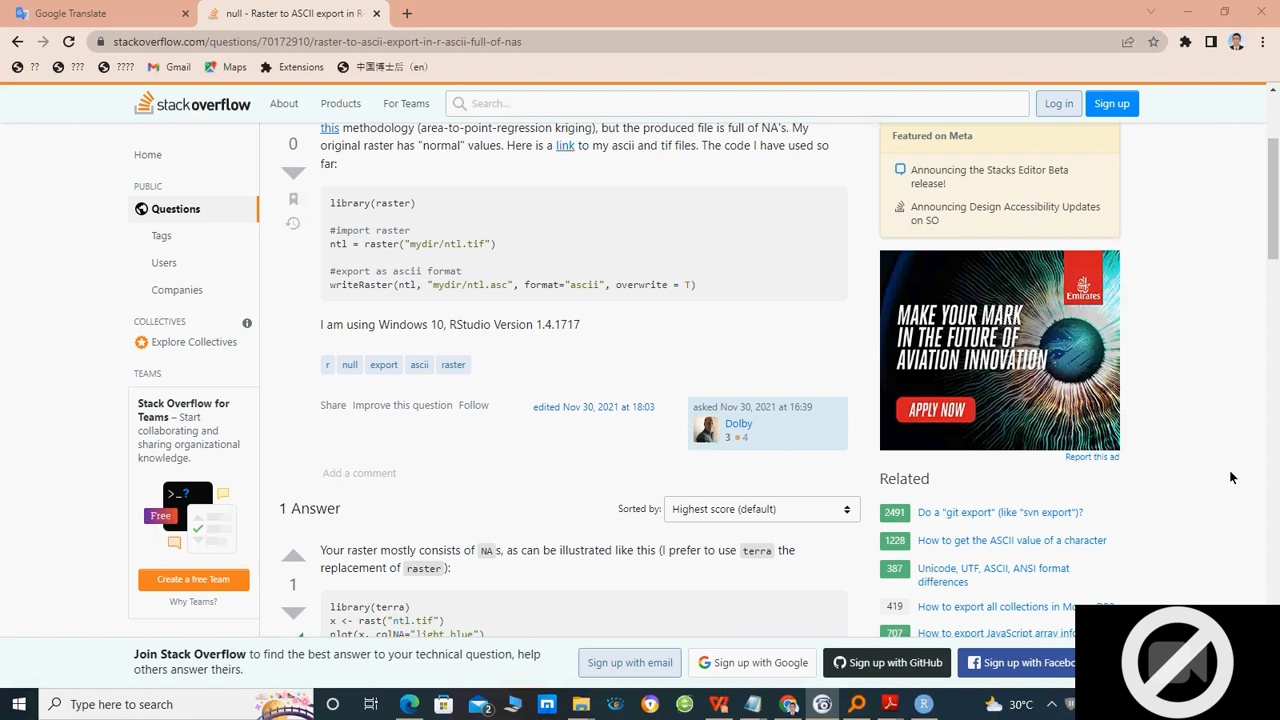 Google Translate
null - Raster to ASCII export in R
stackoverflow.com/questions/70172910/raster-to-ascii-export-in-r-ascii-full-of-nas
??
???
????
Gmail
Maps
Extensions
中国博士后（en）
stackoverflow
About
Products
For Teams
Search...
Log in
Sign up
Home
PUBLIC
Questions
Tags
Users
Companies
COLLECTIVES
Explore Collectives
TEAMS
Stack Overflow for
Teams – Start
collaborating and
sharing organizational
knowledge.
Free
Create a free Team
Why Teams?
0
this methodology (area-to-point-regression kriging), but the produced file is full of NA's. My
original raster has "normal" values. Here is a link to my ascii and tif files. The code I have used so
far:
library(raster)
#import raster
ntl = raster("mydir/ntl.tif")
#export as ascii format
writeRaster(ntl, "mydir/ntl.asc", format="ascii", overwrite = T)
I am using Windows 10, RStudio Version 1.4.1717
r null export ascii raster
Share Improve this question Follow
edited Nov 30, 2021 at 18:03
asked Nov 30, 2021 at 16:39
Dolby
3 4
Add a comment
1 Answer
Sorted by:
Highest score (default)
1
Your raster mostly consists of NA s, as can be illustrated like this (I prefer to use terra the
replacement of raster ):
library(terra)
x <- rast("ntl.tif")
plot(x, colNA="light blue")
Featured on Meta
Announcing the Stacks Editor Beta
release!
Announcing Design Accessibility Updates
on SO
Emirates
MAKE YOUR MARK
IN THE FUTURE OF
AVIATION INNOVATION
APPLY NOW
Report this ad
Related
2491 Do a "git export" (like "svn export")?
1228 How to get the ASCII value of a character
387 Unicode, UTF, ASCII, ANSI format
differences
419 How to export all collections in
707 How to export JavaScript array
Join Stack Overflow to find the best answer to your technical question, help
others answer theirs.
Sign up with email
Sign up with Google
Sign up with GitHub
Sign up with
Type here to search
2
30°C